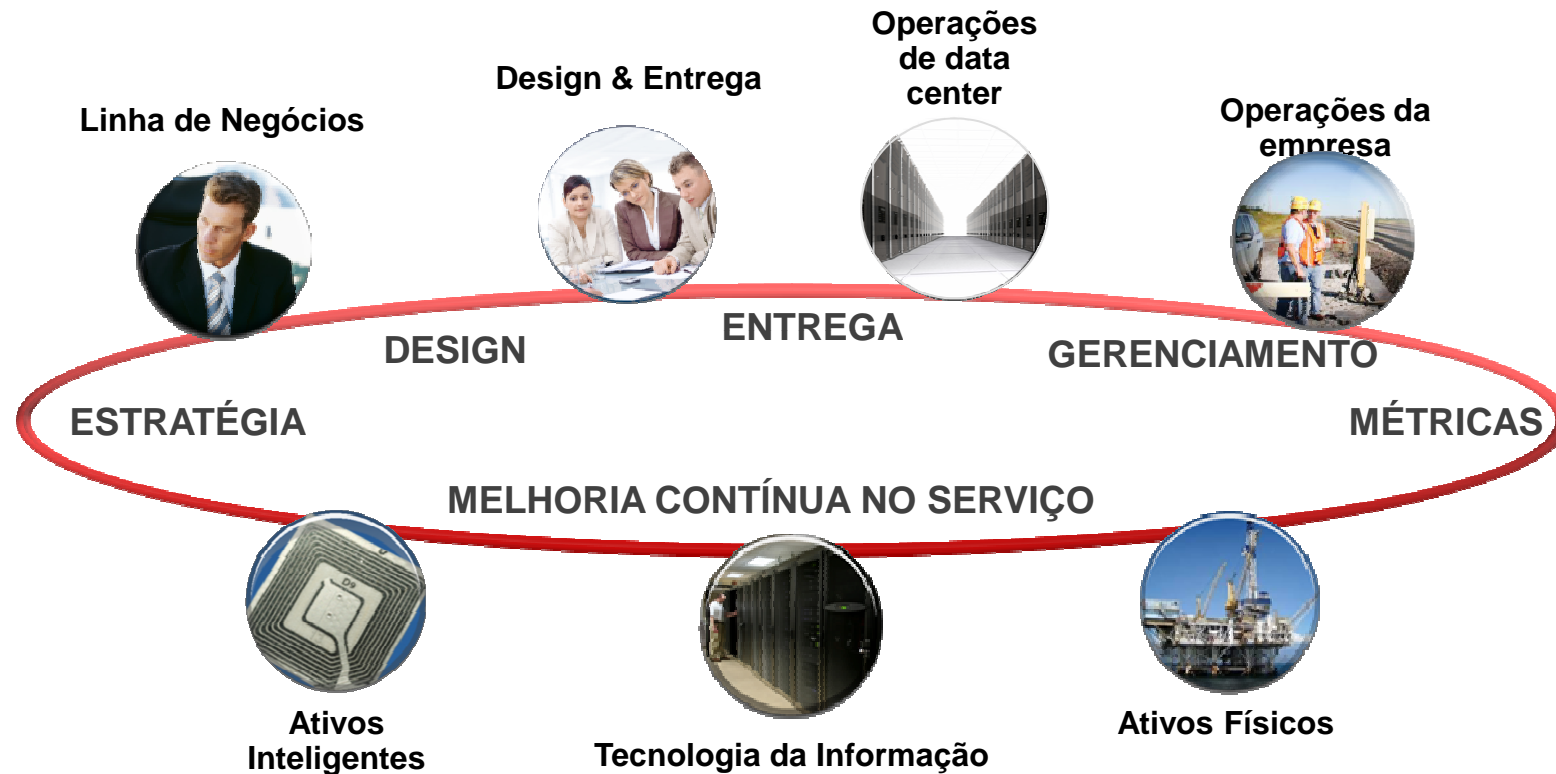 Operações
de data
center
Design & Entrega
Linha de Negócios
Operações da
empresa
ENTREGA
DESIGN
GERENCIAMENTO
ESTRATÉGIA
MÉTRICAS
MELHORIA CONTÍNUA NO SERVIÇO
Ativos
Inteligentes
Tecnologia da Informação
Ativos Físicos